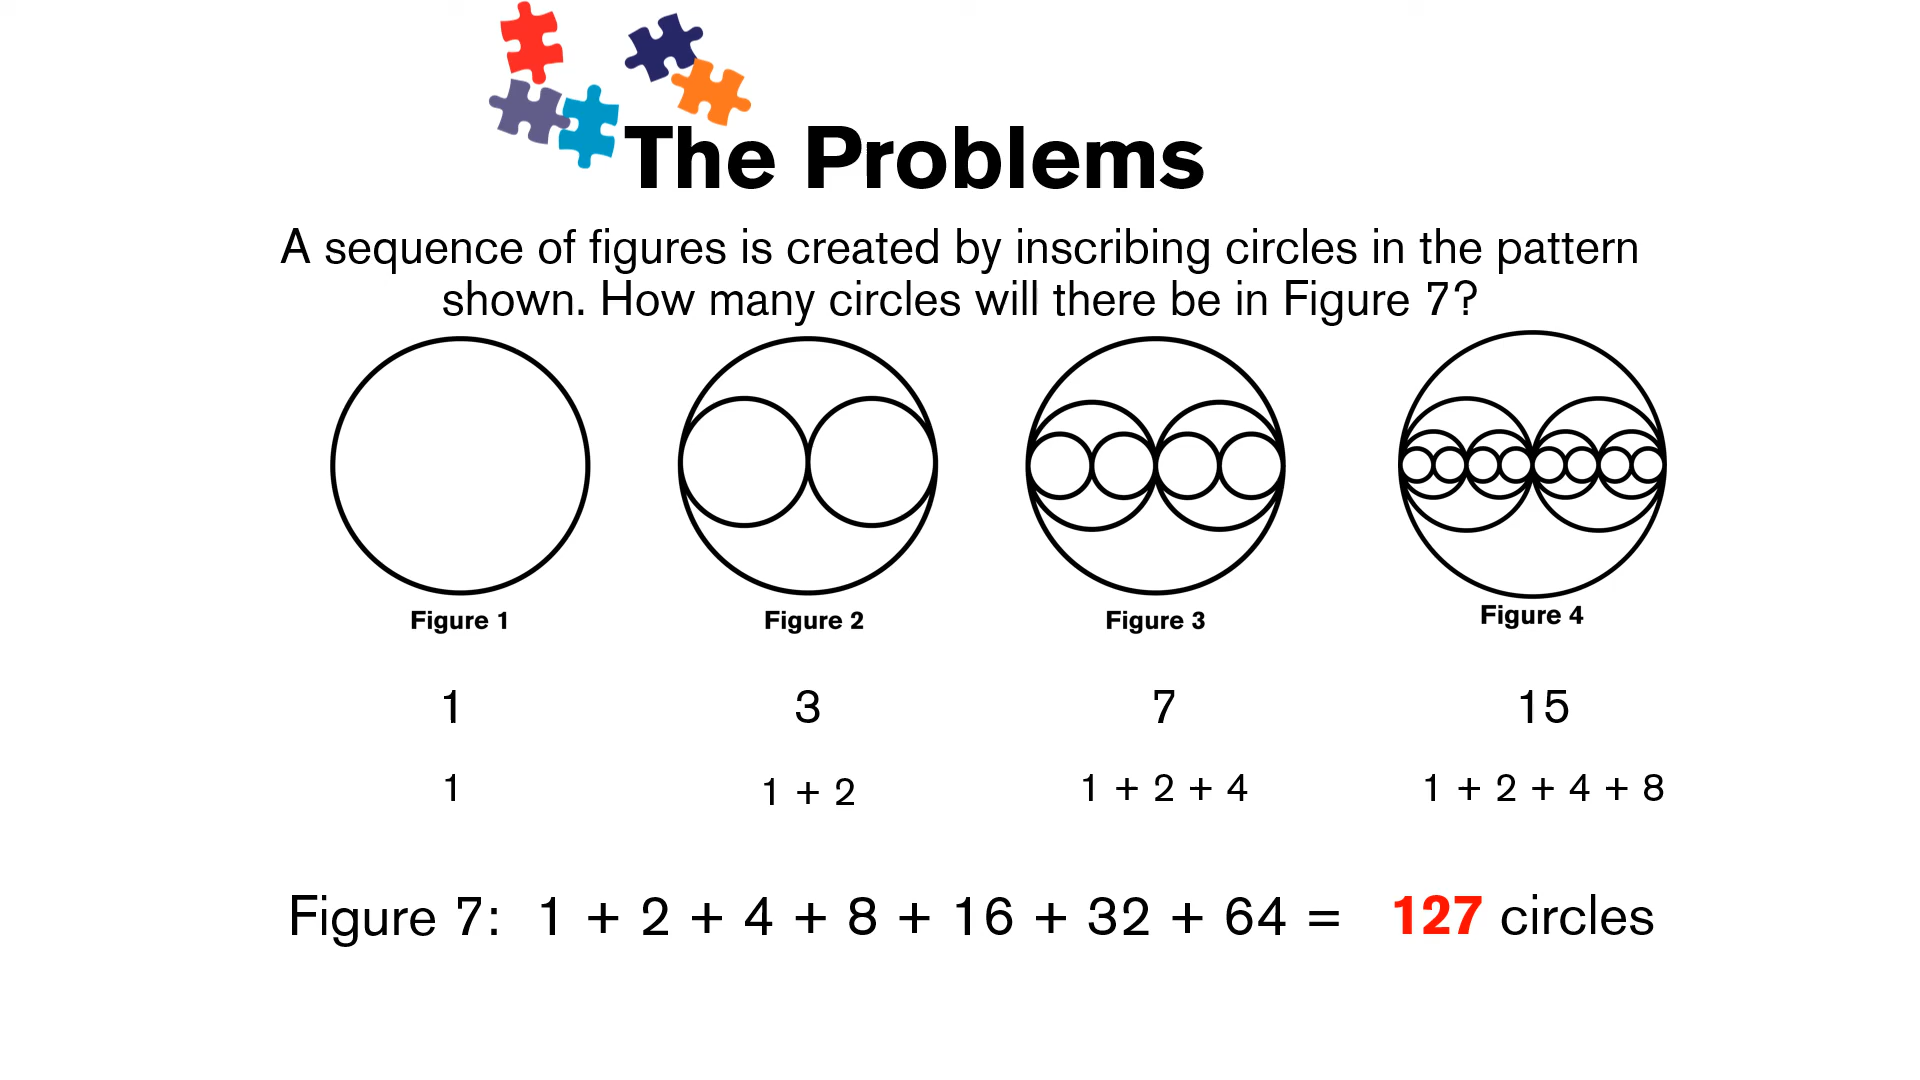 The Problems
A sequence of figures is created by inscribing circles in the pattern
shown. How many circles will there be in Figure 7?
Figure 1
Figure 2
Figure 3
Figure 4
1
3
7
15
1
1 + 2
1 + 2 + 4
1 + 2 + 4 + 8
Figure 7: 1 + 2 + 4 + 8 + 16 + 32 + 64 = 127 circles